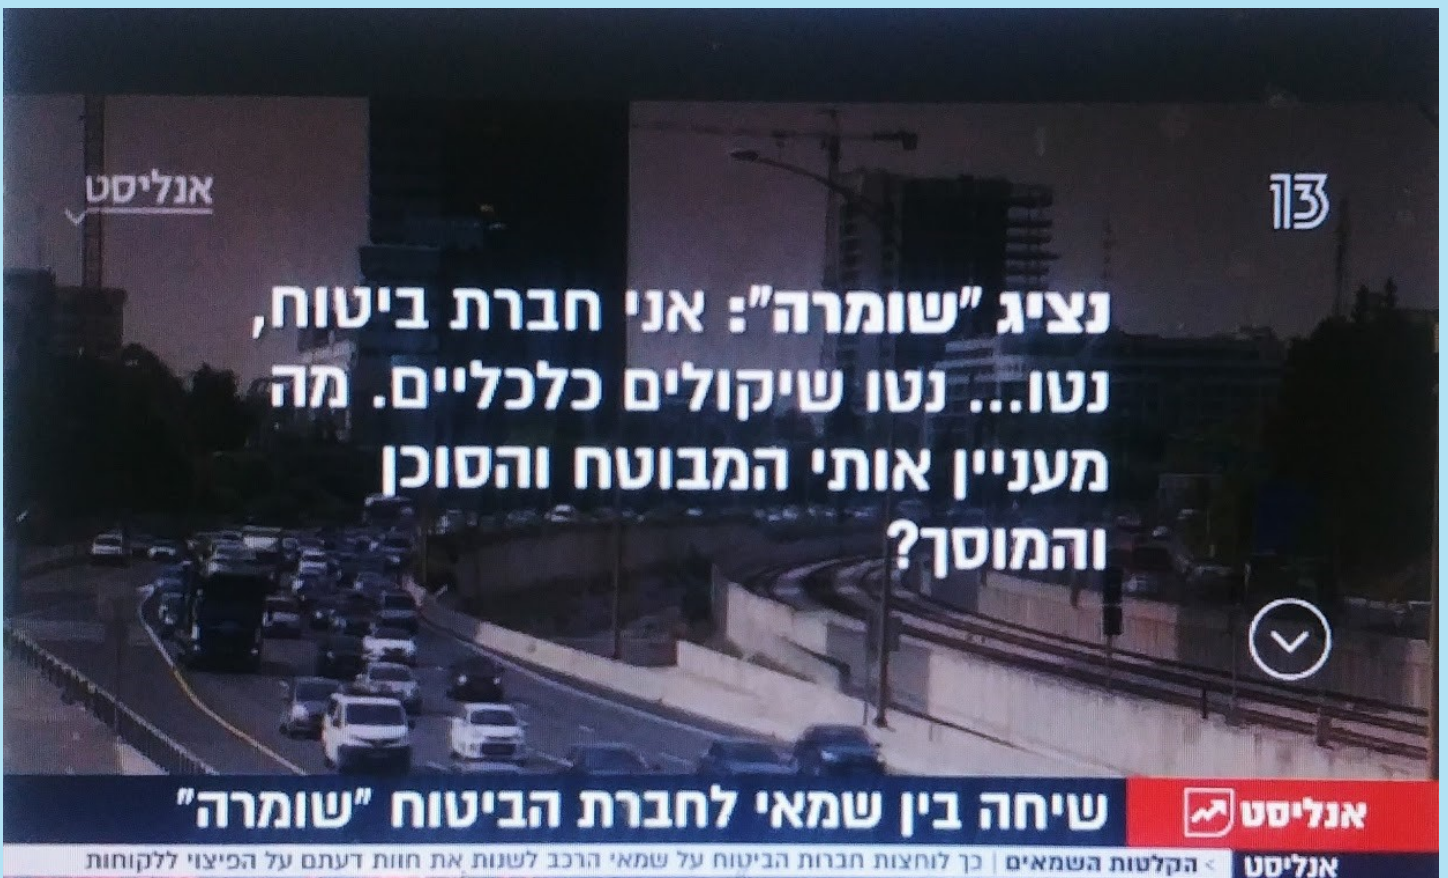 אנליסט
13
נציג "שומרה": אני חברת ביטוח,
נטו... נטו שיקולים כלכליים. מה
מעניין אותי המבוטח והסוכן
והמוסך?
אנליסט
שיחה בין שמאי לחברת הביטוח "שומרה"
אנליסט
> הקלטות השמאים | כך לוחצות חברות הביטוח על שמאי הרכב לשנות את חוות דעתם על הפיצוי ללקוחות